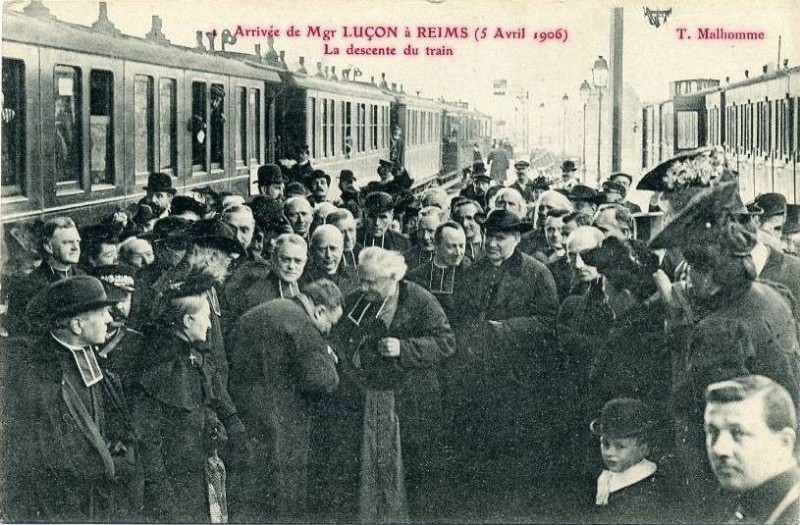 Arrivée de Mgr LUÇON à REIMS (5 Avril 1906)
La descente du train
T. Malhomme